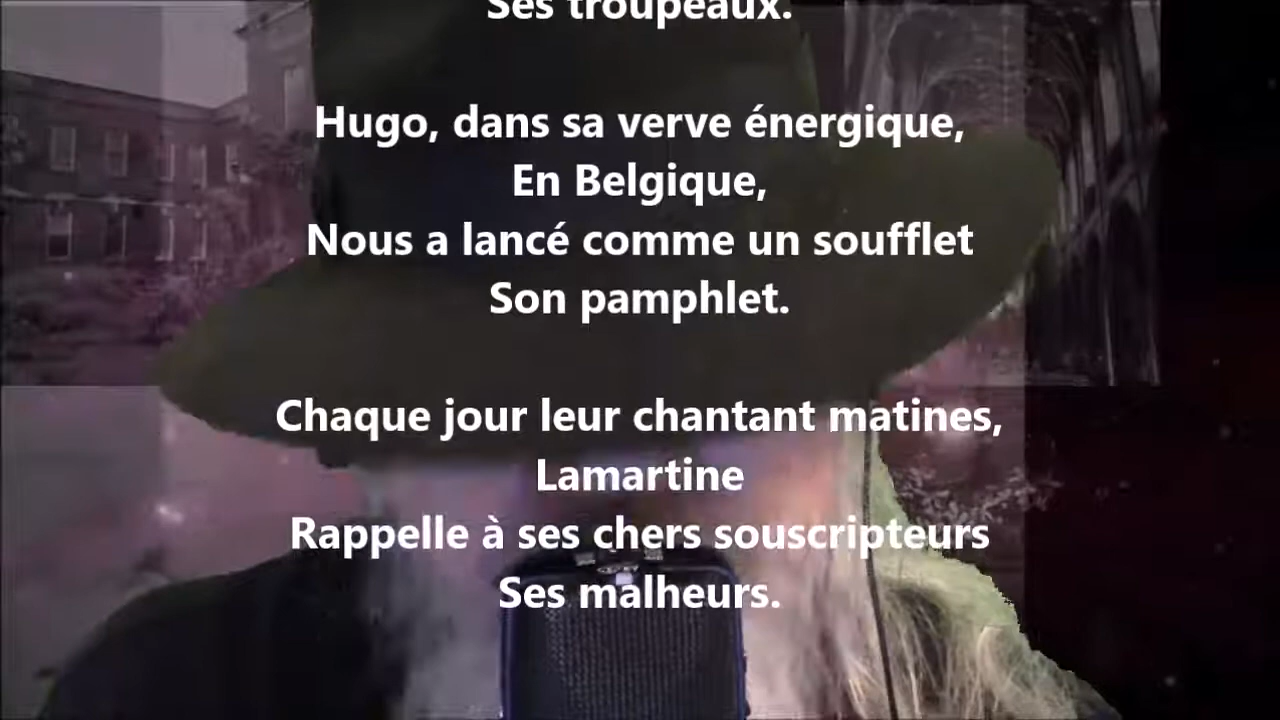 Ses troupeaux.
Hugo, dans sa verve énergique,
En Belgique,
Nous a lancé comme un soufflet
Son pamphlet.
Chaque jour leur chantant matines,
Lamartine
Rappelle à ses chers souscripteurs
Ses malheurs.